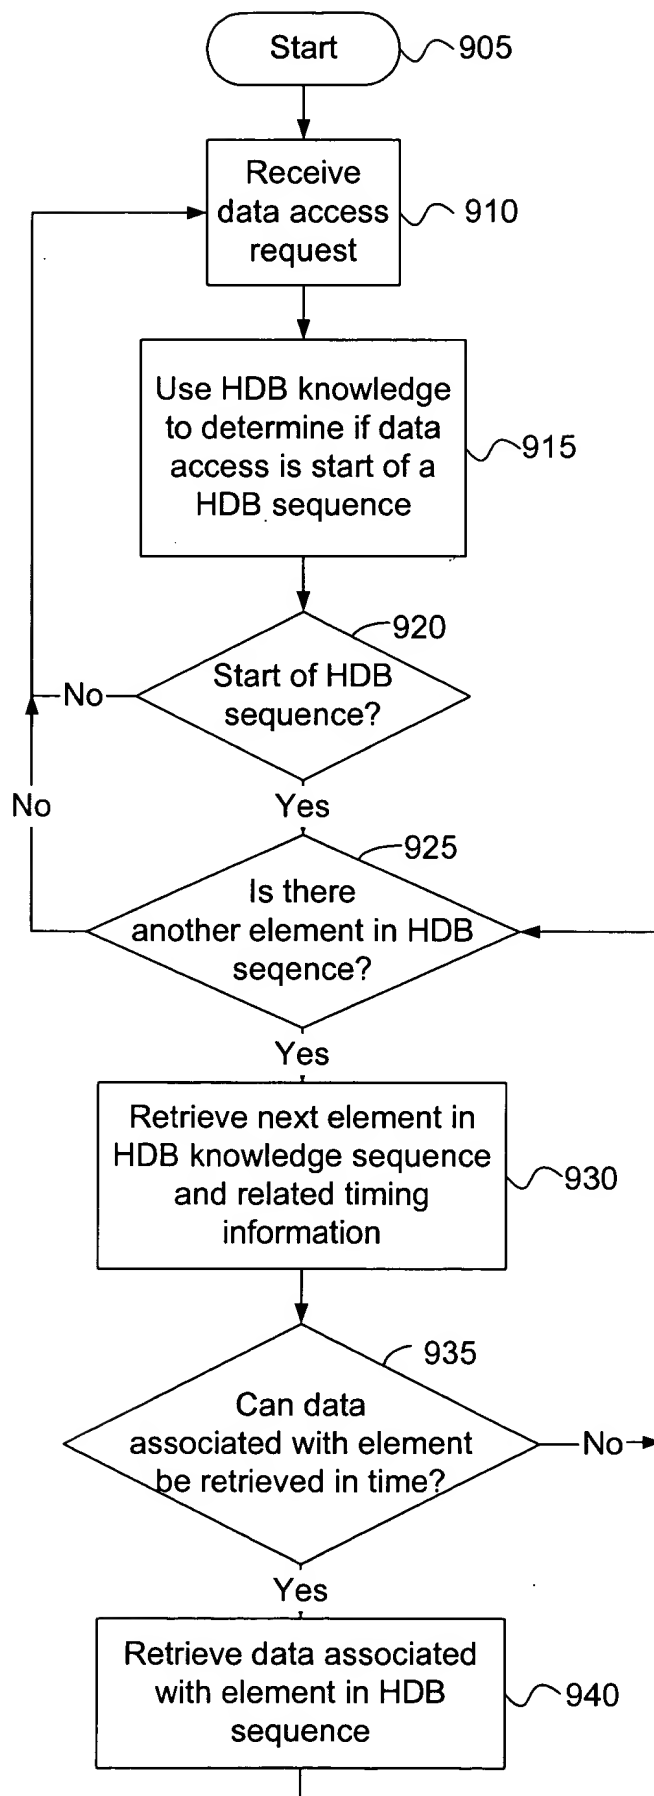 Start
905
Receive
data access
request
910
Use HDB knowledge
to determine if data
access is start of a
HDB sequence
915
920
Start of HDB
sequence?
No
No
Yes
925
Is there
another element in HDB
seqence?
Yes
Retrieve next element in
HDB knowledge sequence
and related timing
information
930
935
Can data
associated with element
be retrieved in time?
No
Yes
Retrieve data associated
with element in HDB
sequence
940